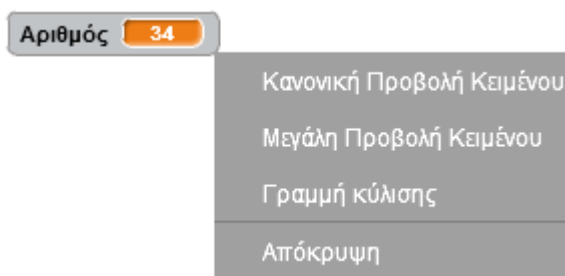 Αριθμός 34
Κανονική Προβολή Κειμένου
Μεγάλη Προβολή Κειμένου
Γραμμή κύλισης
Απόκρυψη